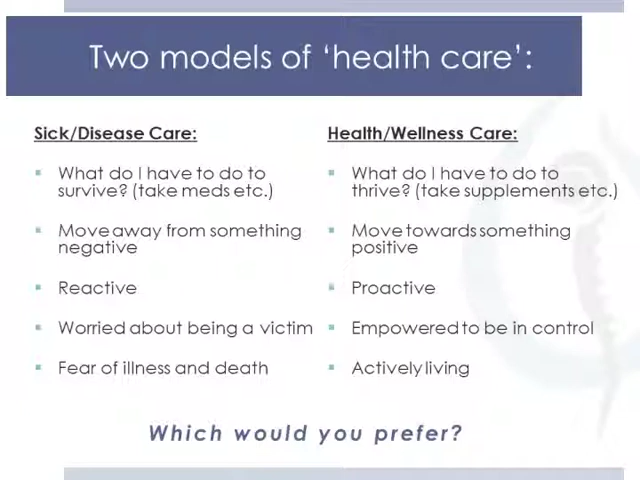 Two models of ‘health care’:
Sick/Disease Care:
What do I have to do to
survive? (take meds etc.)
Move away from something
negative
Reactive
Worried about being a victim
Fear of illness and death
Health/Wellness Care:
What do I have to do to
thrive? (take supplements etc.)
Move towards something
positive
Proactive
Empowered to be in control
Actively living
Which would you prefer?